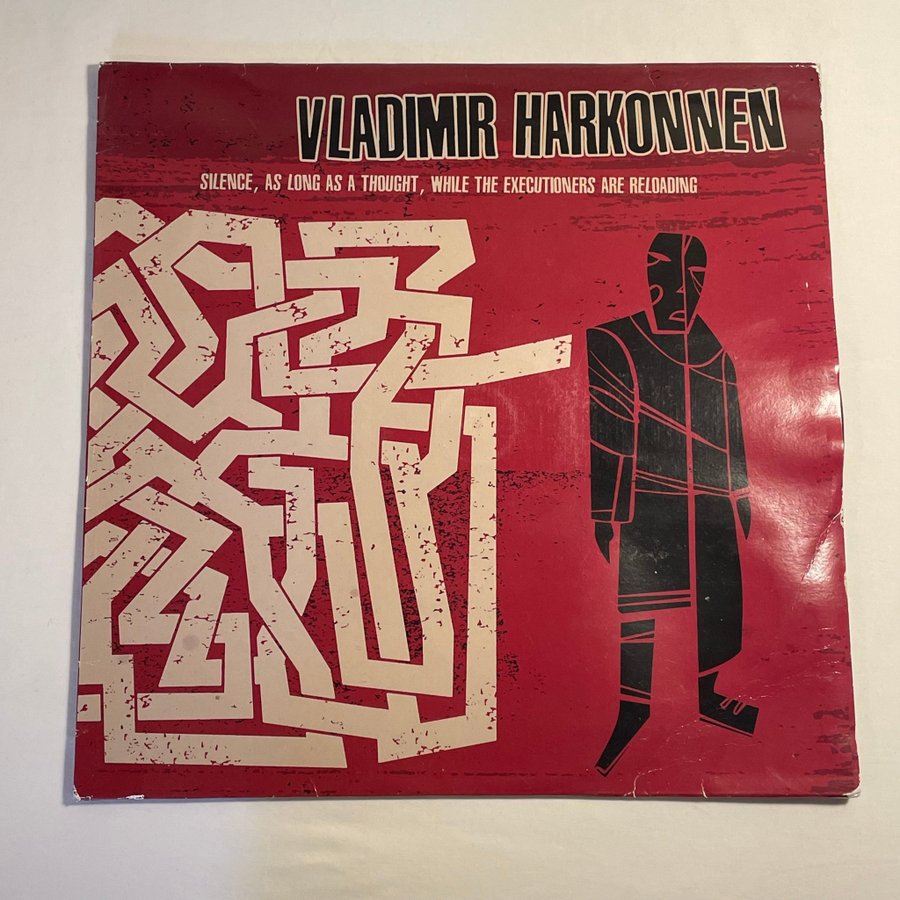 VLADIMIR HARKONNEN
SILENCE, AS LONG AS A THOUGHT, WHILE THE EXECUTIONERS ARE RELOADING